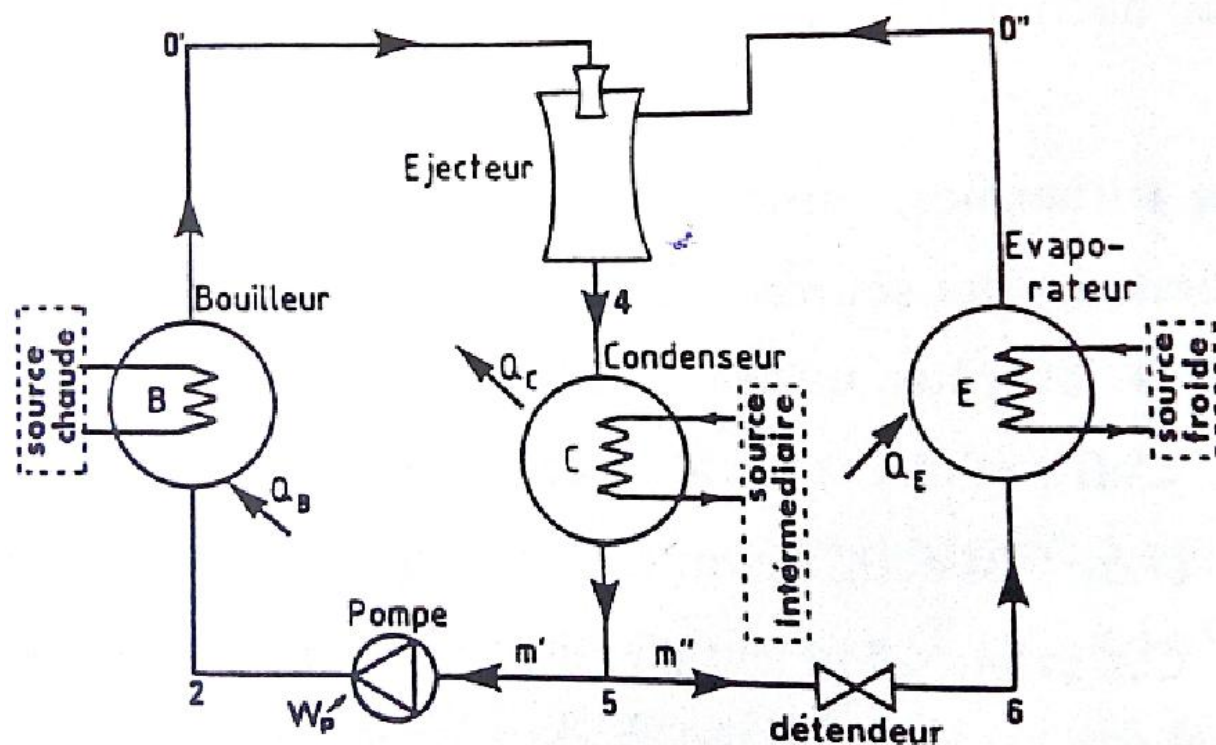 0'
0"
Ejecteur
Evapo-
rateur
Bouilleur
4
Condenseur
source
chaude
B
Q_C
C
source
intérmédiaire
E
source
froide
Q_E
Q_B
Pompe
m'
m"
2
W_p
5
6
détendeur